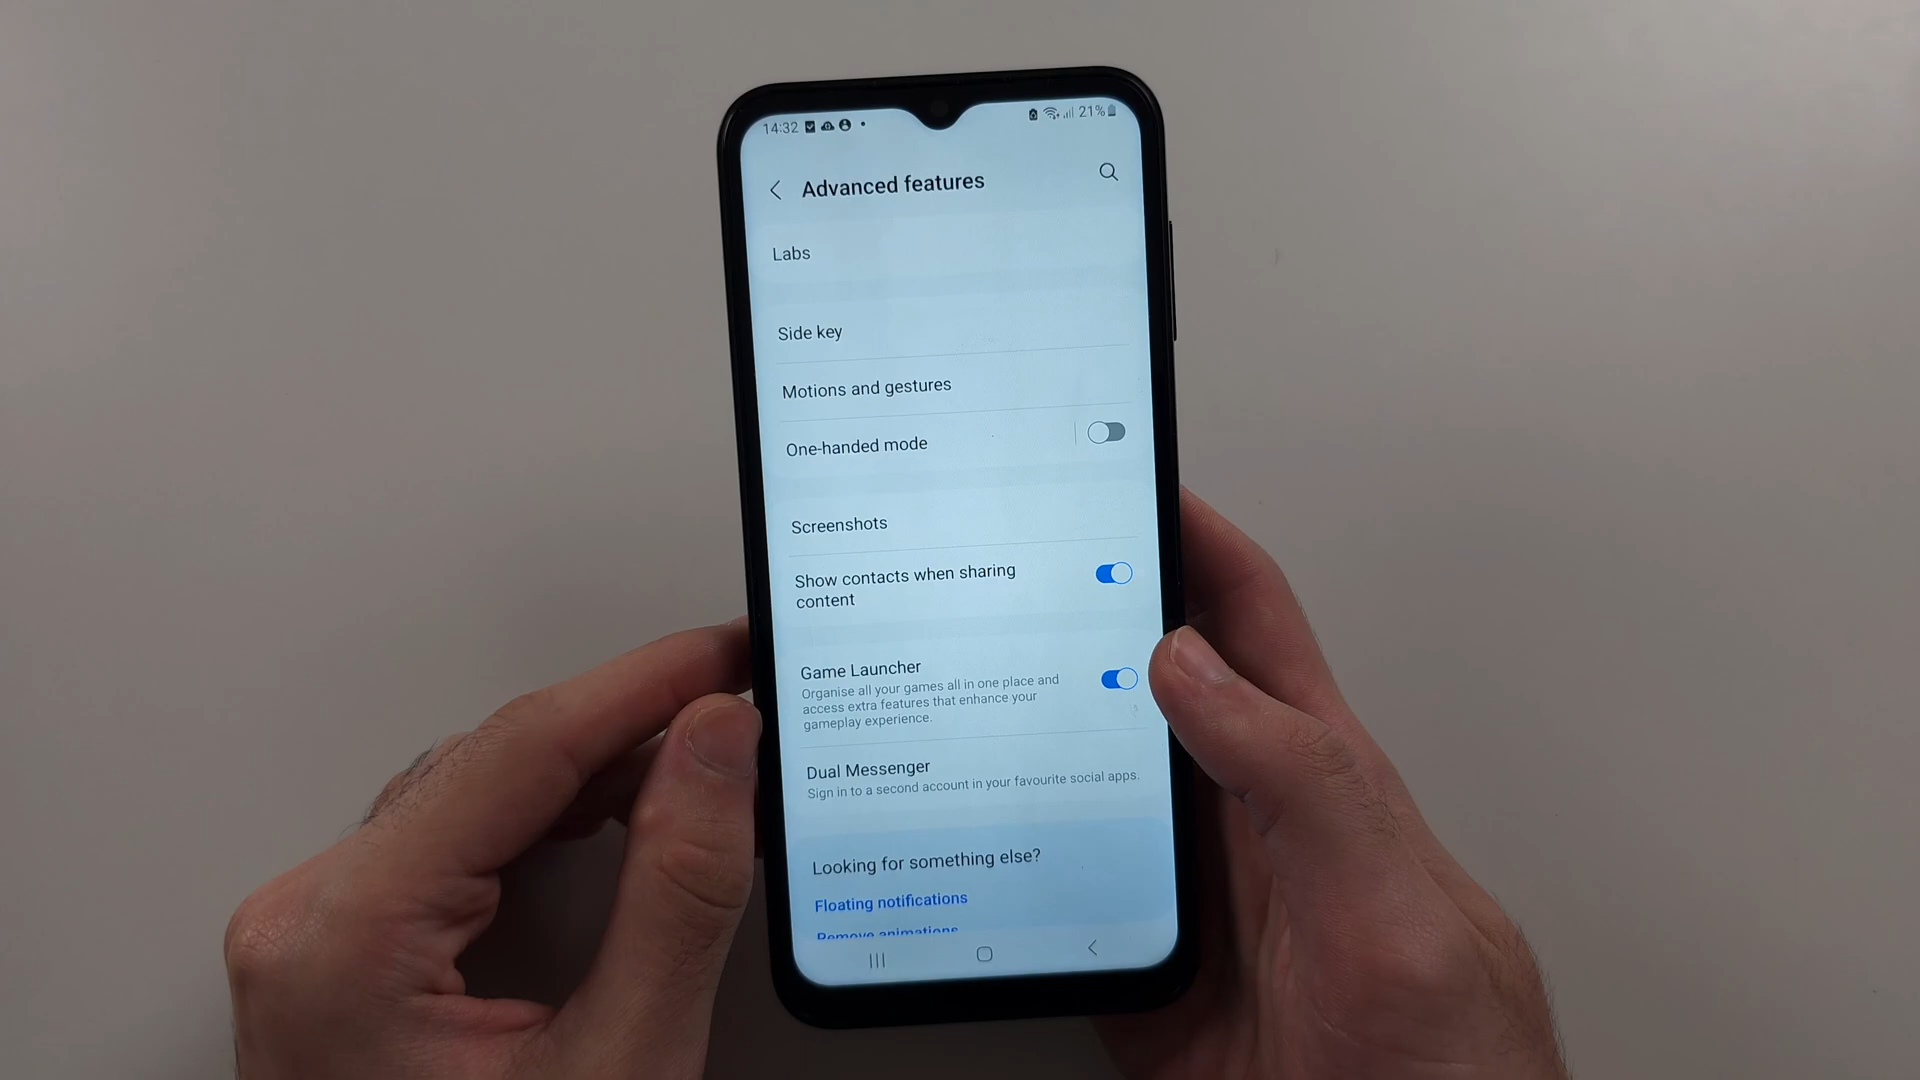 14:32
21%
Advanced features
Labs
Side key
Motions and gestures
One-handed mode
Screenshots
Show contacts when sharing
content
Game Launcher
Organise all your games all in one place and
access extra features that enhance your
gameplay experience.
Dual Messenger
Sign in to a second account in your favourite social apps.
Looking for something else?
Floating notifications
Remove animations